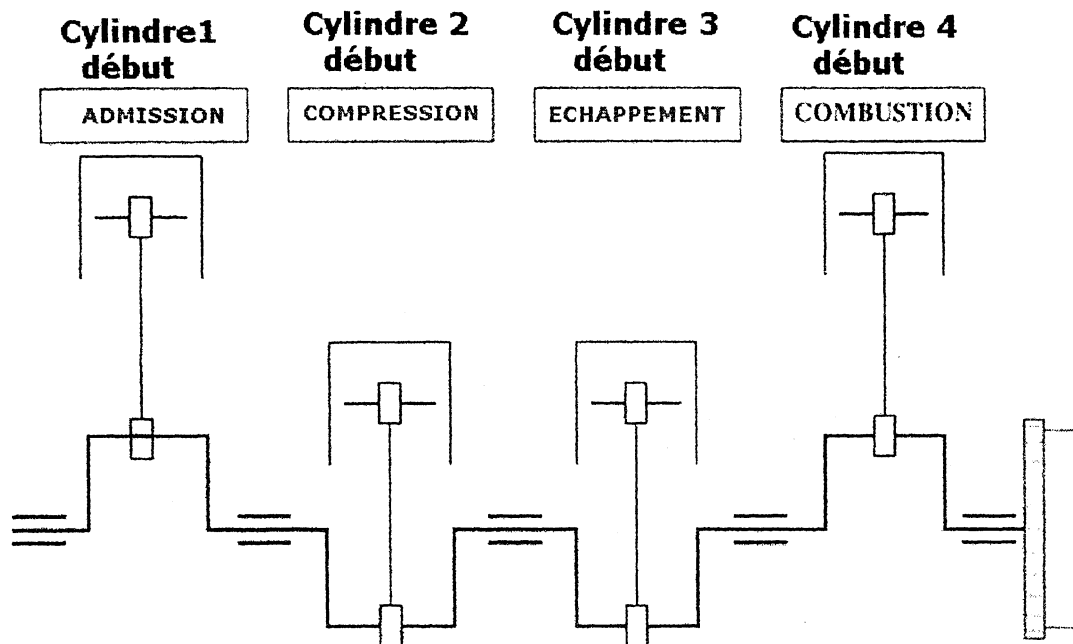 Cylindre1
début
ADMISSION
Cylindre 2
début
COMPRESSION
Cylindre 3
début
ECHAPPEMENT
Cylindre 4
début
COMBUSTION